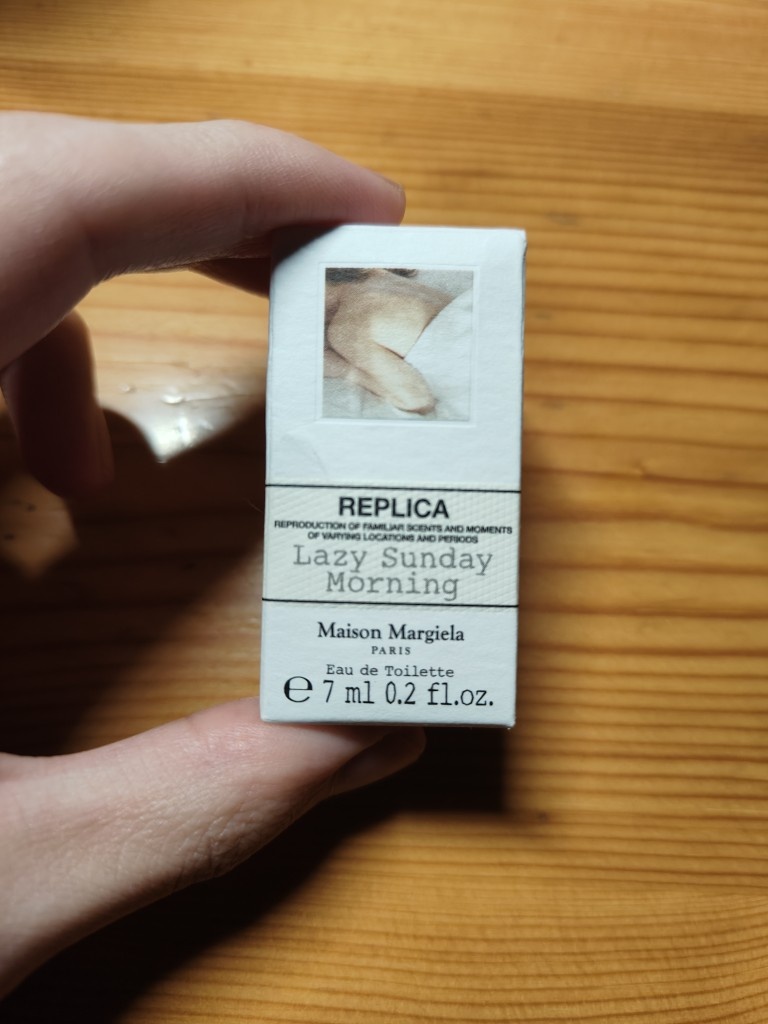 REPLICA
REPRODUCTION OF FAMILIAR SCENTS AND MOMENTS
OF VARYING LOCATIONS AND PERIODS
Lazy Sunday
Morning
Maison Margiela
PARIS
Eau de Toilette
℮ 7 ml 0.2 fl.oz.